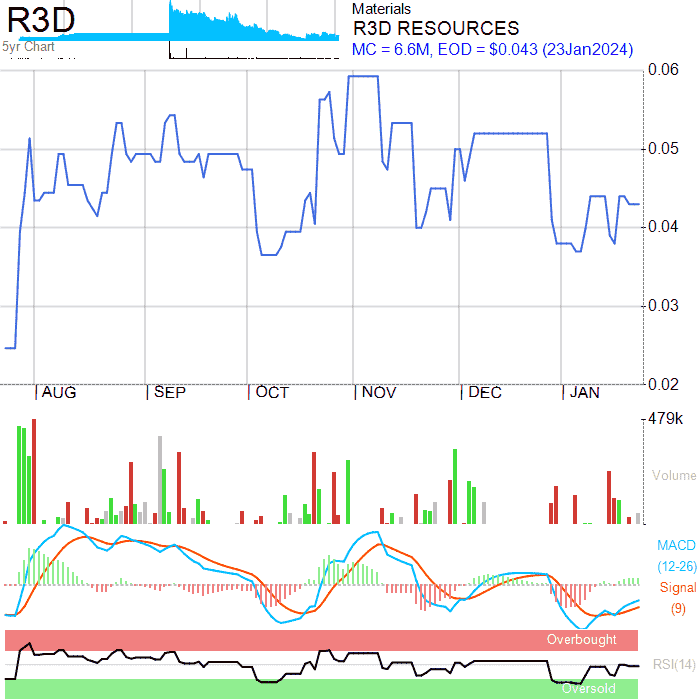 R3D
5yr Chart
Materials
R3D RESOURCES
MC = 6.6M, EOD = $0.043 (23Jan2024)
0.06
0.05
0.04
0.03
0.02
AUG SEP OCT NOV DEC JAN
479k
Volume
MACD
(12-26)
Signal
(9)
Overbought
RSI(14)
Oversold